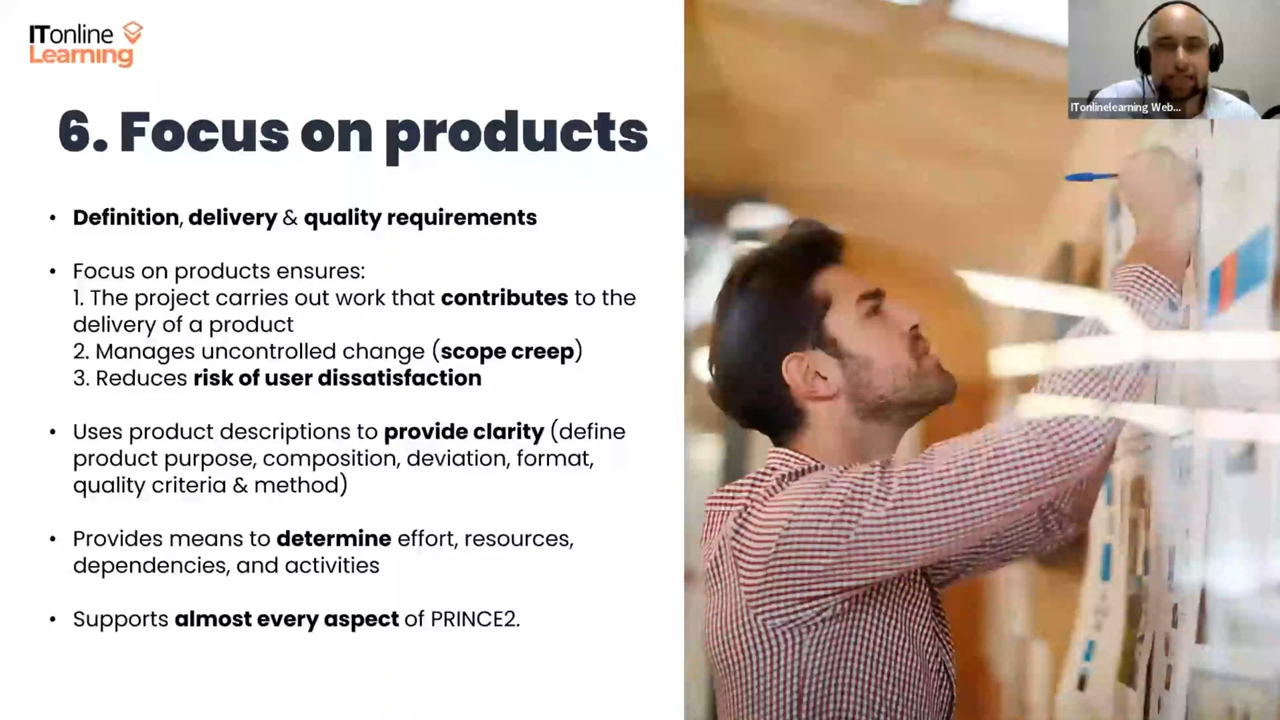 ITonline
Learning
6. Focus on products
• Definition, delivery & quality requirements
• Focus on products ensures:
1. The project carries out work that contributes to the
delivery of a product
2. Manages uncontrolled change (scope creep)
3. Reduces risk of user dissatisfaction
• Uses product descriptions to provide clarity (define
product purpose, composition, deviation, format,
quality criteria & method)
• Provides means to determine effort, resources,
dependencies, and activities
• Supports almost every aspect of PRINCE2.
ITonlinelearning Web...